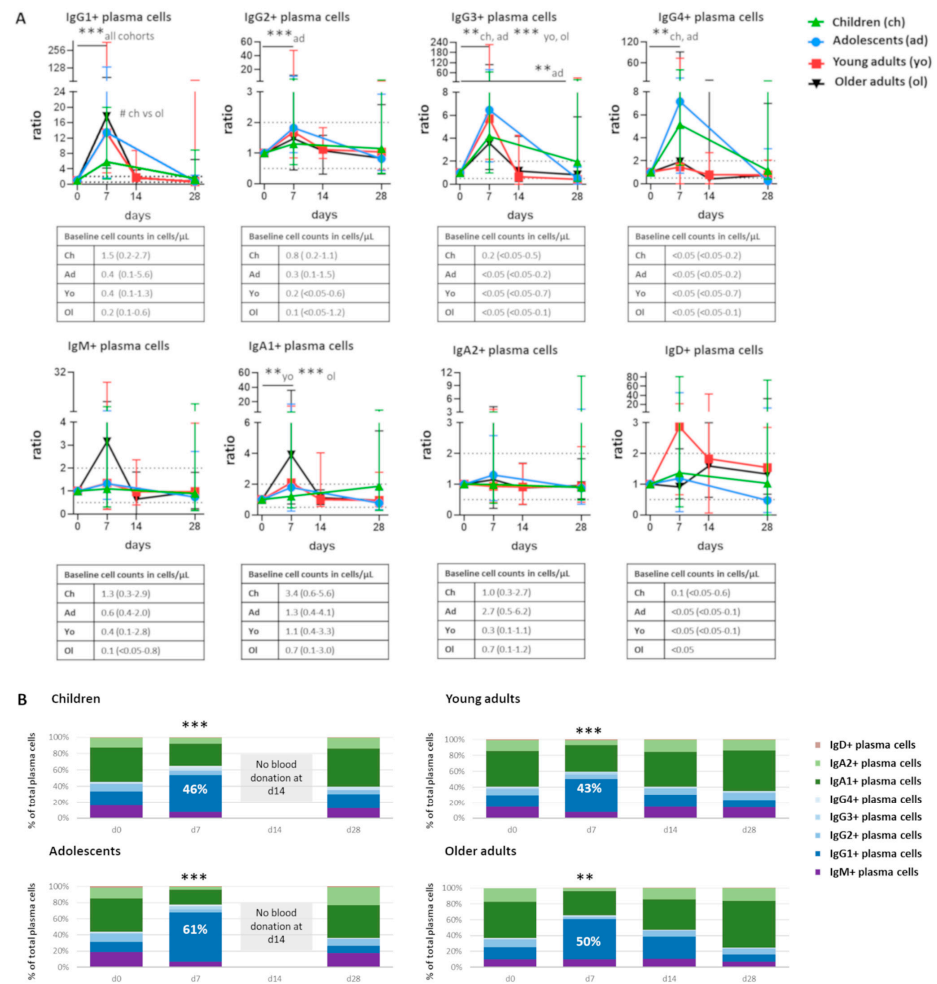 A
IgG1+ plasma cells
IgG2+ plasma cells
IgG3+ plasma cells
IgG4+ plasma cells
Children (ch)
Adolescents (ad)
Young adults (yo)
Older adults (ol)
*** all cohorts
*** ad
** ch, ad *** yo, ol
** ad
** ch, ad
# ch vs ol
256
128
24
20
16
12
8
4
0
60
40
20
4
3
2
1
0
240
180
120
60
8
6
4
2
0
120
60
8
6
4
2
0
ratio
ratio
ratio
ratio
0 7 14 28
0 7 14 28
0 7 14 28
0 7 14 28
days
days
days
days
Baseline cell counts in cells/µL
Ch 1.5 (0.2-2.7)
Ad 0.4 (0.1-5.6)
Yo 0.4 (0.1-1.3)
Ol 0.2 (0.1-0.6)
Baseline cell counts in cells/µL
Ch 0.8 ( 0.2-1.1)
Ad 0.3 (0.1-1.5)
Yo 0.2 (<0.05-0.6)
Ol 0.1 (<0.05-1.2)
Baseline cell counts in cells/µL
Ch 0.2 (<0.05-0.5)
Ad <0.05 (<0.05-0.2)
Yo <0.05 (<0.05-0.7)
Ol <0.05 (<0.05-0.1)
Baseline cell counts in cells/µL
Ch <0.05 (<0.05-0.2)
Ad <0.05 (<0.05-0.2)
Yo <0.05 (<0.05-0.7)
Ol <0.05 (<0.05-0.1)
IgM+ plasma cells
IgA1+ plasma cells
IgA2+ plasma cells
IgD+ plasma cells
** yo *** ol
32
4
3
2
1
0
60
40
20
6
4
2
0
12
9
6
3
3
2
1
0
80
60
40
20
3
2
1
0
ratio
ratio
ratio
ratio
0 7 14 28
0 7 14 28
0 7 14 28
0 7 14 28
days
days
days
days
Baseline cell counts in cells/µL
Ch 1.3 (0.3-2.9)
Ad 0.6 (0.4-2.0)
Yo 0.4 (0.1-2.8)
Ol 0.1 (<0.05-0.8)
Baseline cell counts in cells/µL
Ch 3.4 (0.6-5.6)
Ad 1.3 (0.4-4.1)
Yo 1.1 (0.4-3.3)
Ol 0.7 (0.1-3.0)
Baseline cell counts in cells/µL
Ch 1.0 (0.3-2.7)
Ad 2.7 (0.5-6.2)
Yo 0.3 (0.1-1.1)
Ol 0.7 (0.1-1.2)
Baseline cell counts in cells/µL
Ch 0.1 (<0.05-0.6)
Ad <0.05 (<0.05-0.1)
Yo <0.05 (<0.05-0.1)
Ol <0.05
B
Children
***
% of total plasma cells
100%
80%
60%
40%
20%
0%
46%
No blood
donation at
d14
d0 d7 d14 d28
Young adults
***
% of total plasma cells
100%
80%
60%
40%
20%
0%
43%
d0 d7 d14 d28
Adolescents
***
% of total plasma cells
100%
80%
60%
40%
20%
0%
61%
No blood
donation at
d14
d0 d7 d14 d28
Older adults
**
% of total plasma cells
100%
80%
60%
40%
20%
0%
50%
d0 d7 d14 d28
IgD+ plasma cells
IgA2+ plasma cells
IgA1+ plasma cells
IgG4+ plasma cells
IgG3+ plasma cells
IgG2+ plasma cells
IgG1+ plasma cells
IgM+ plasma cells